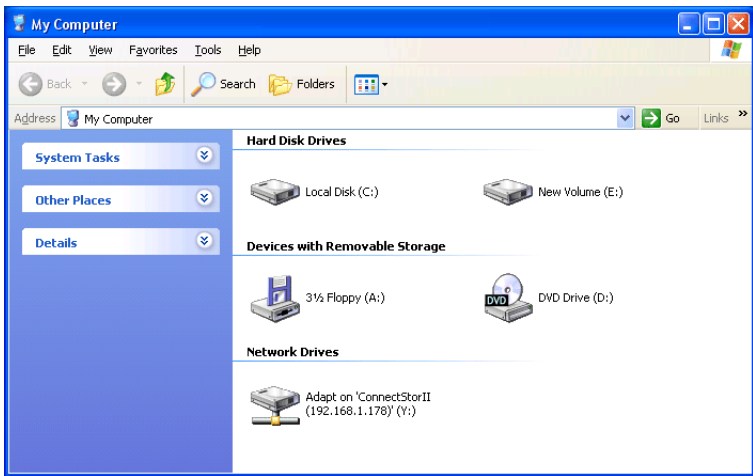 My Computer
File Edit View Favorites Tools Help
Back Search Folders
Address My Computer Go Links »
System Tasks
Other Places
Details
Hard Disk Drives
Local Disk (C:) New Volume (E:)
Devices with Removable Storage
3½ Floppy (A:) DVD DVD Drive (D:)
Network Drives
Adapt on 'ConnectStorII
(192.168.1.178)' (Y:)